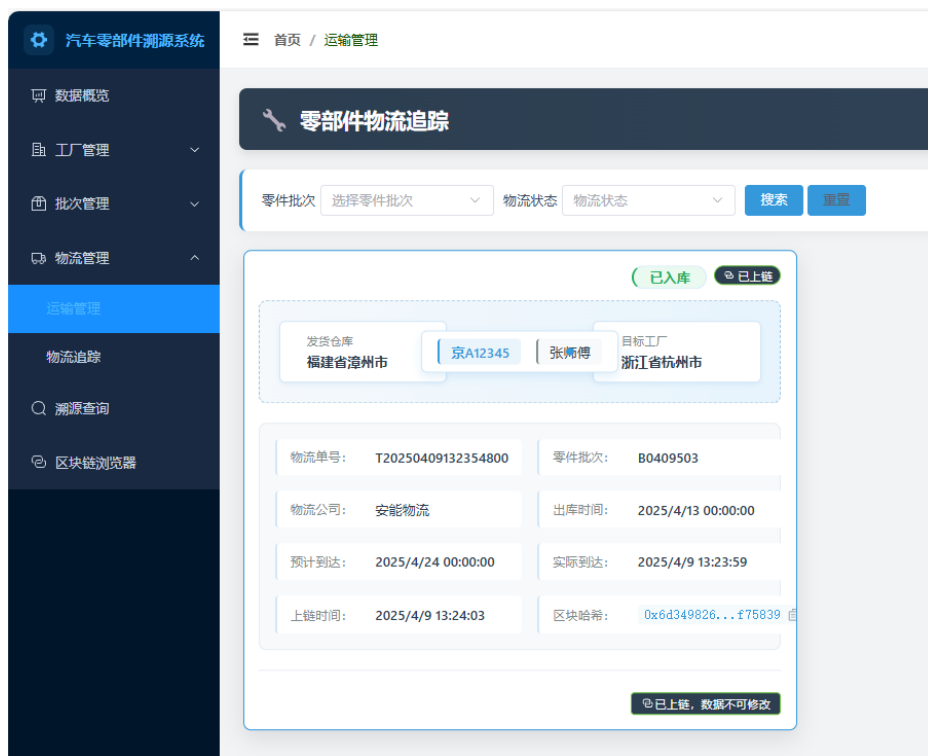 汽车零部件溯源系统
首页 / 运输管理
数据概览
工厂管理
批次管理
物流管理
运输管理
物流追踪
溯源查询
区块链浏览器
零部件物流追踪
零件批次 选择零件批次 物流状态 物流状态 搜索 重置
已入库 已上链
发货仓库
福建省漳州市
京A12345 张师傅
目标工厂
浙江省杭州市
物流单号: T20250409132354800 零件批次: B0409503
物流公司: 安能物流 出库时间: 2025/4/13 00:00:00
预计到达: 2025/4/24 00:00:00 实际到达: 2025/4/9 13:23:59
上链时间: 2025/4/9 13:24:03 区块哈希: 0x6d349826...f75839
已上链，数据不可修改